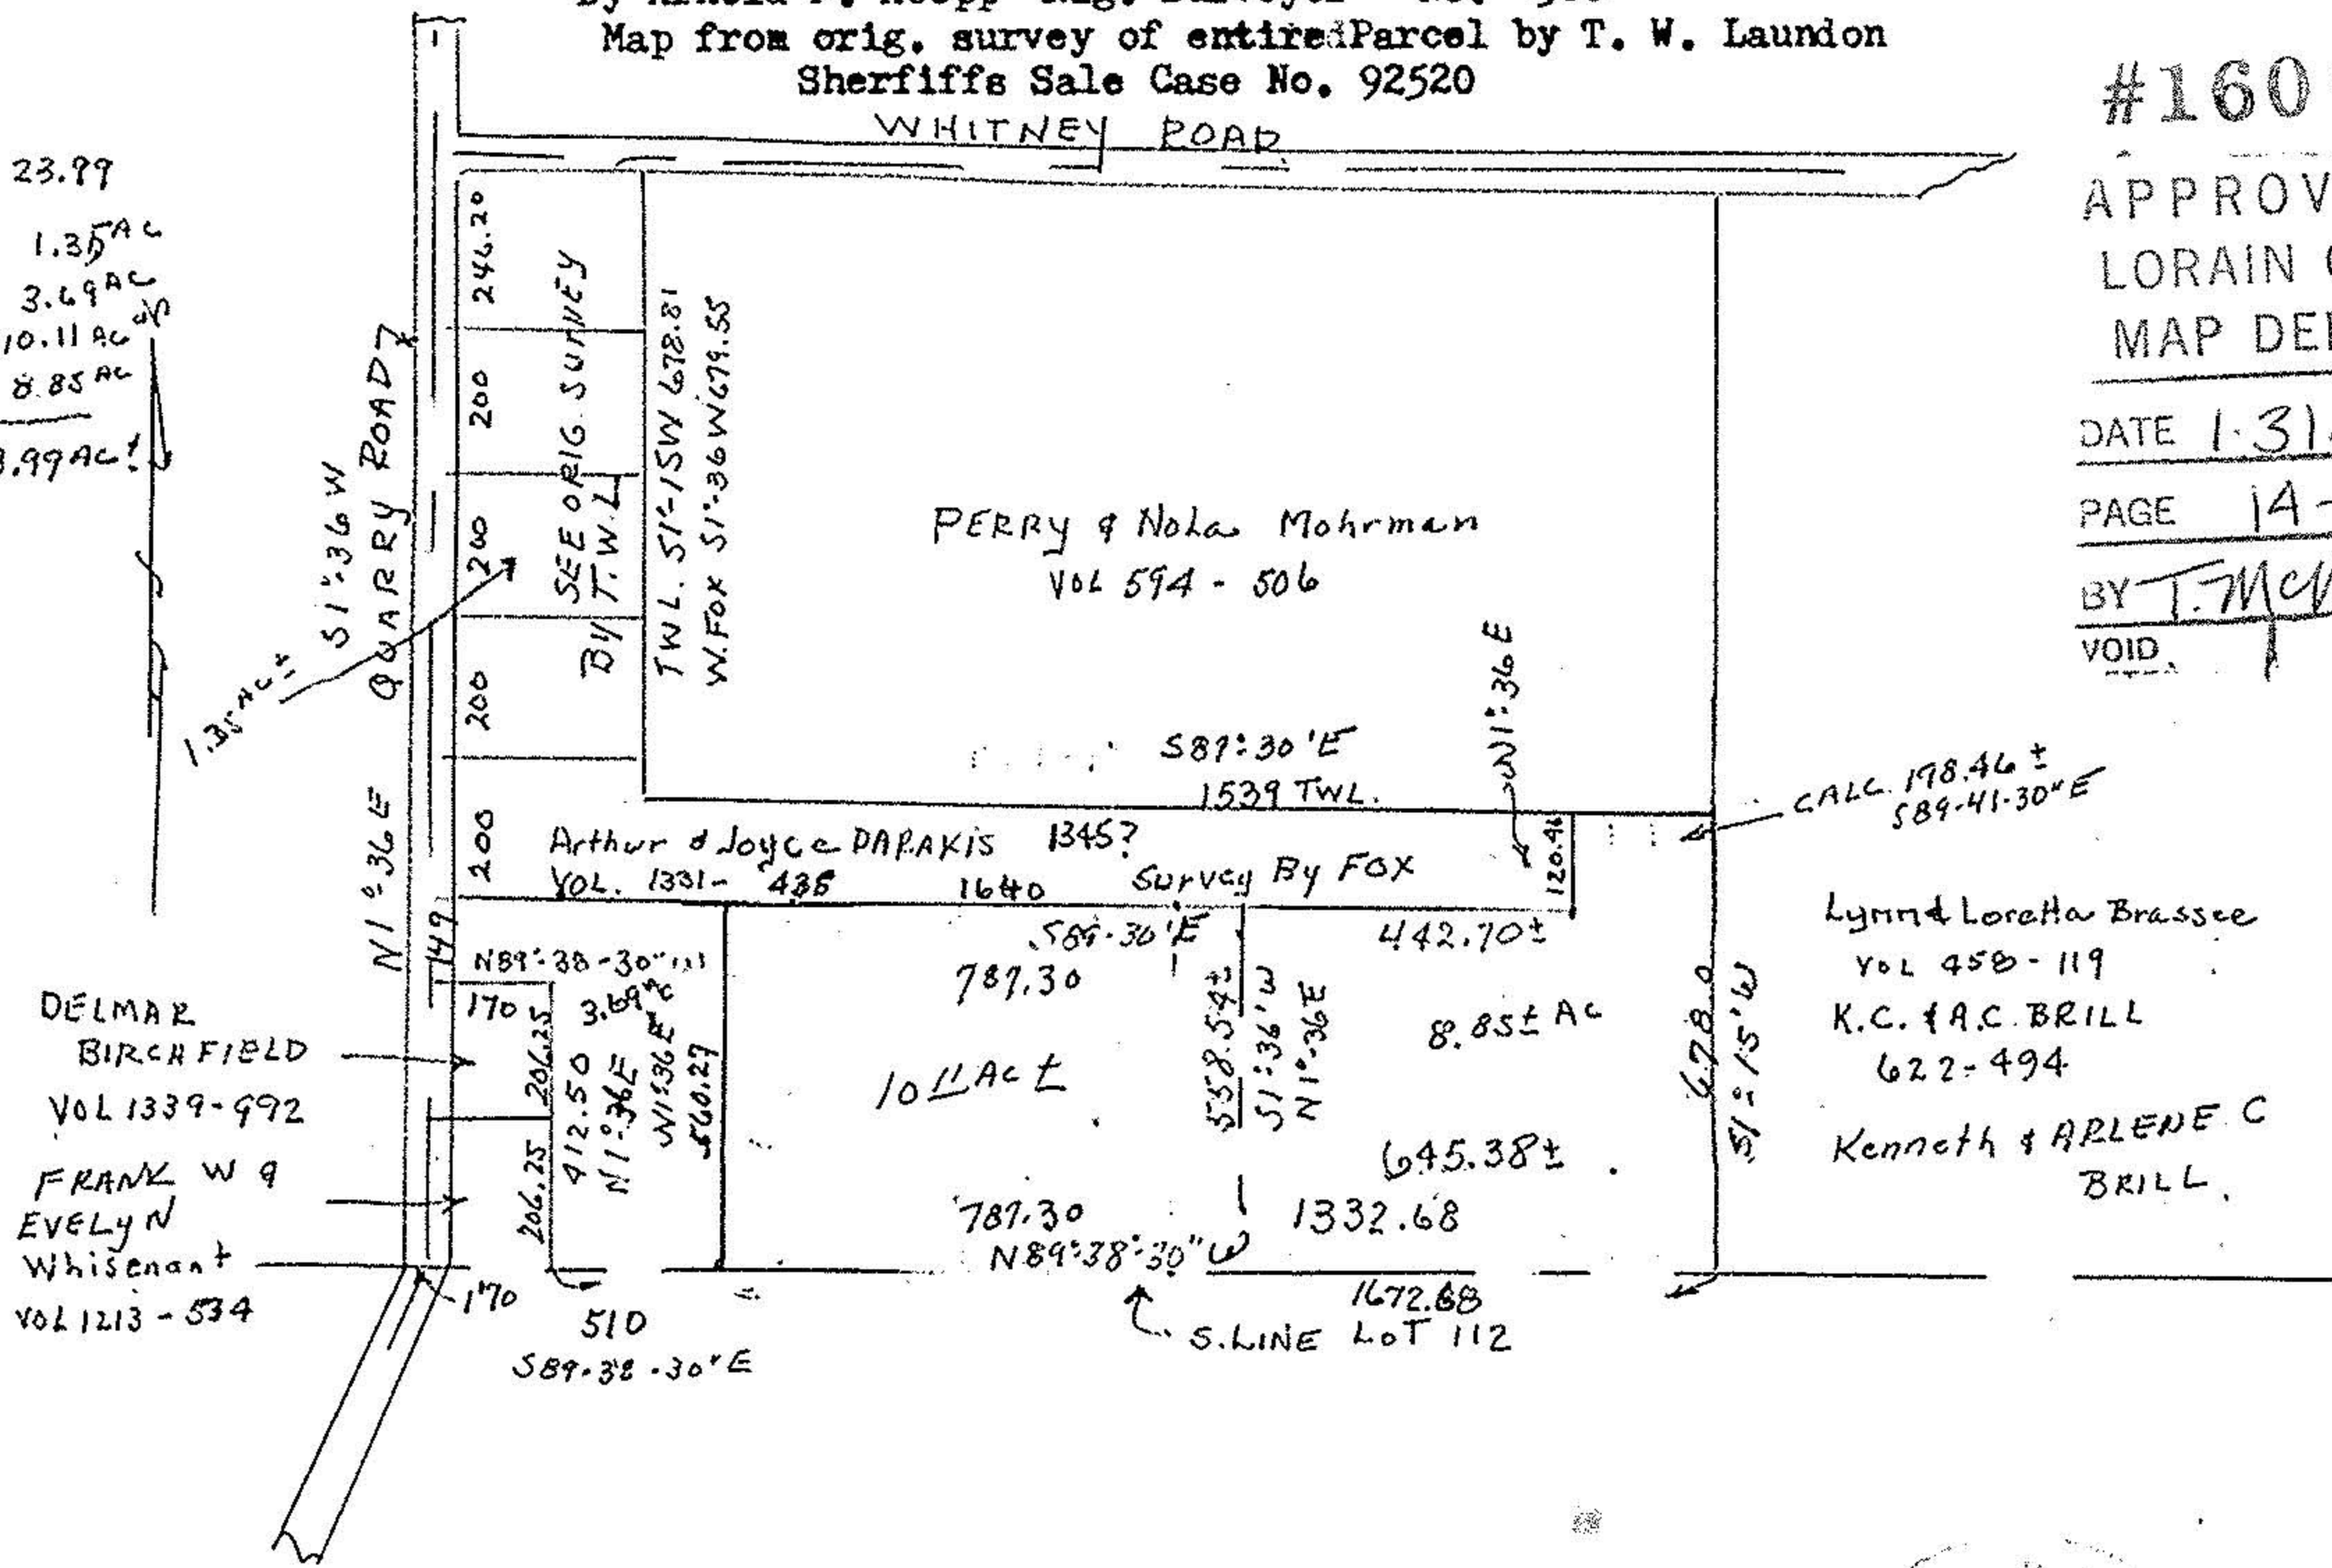 Map from orig. survey of entiredParcel by T. W. Laundon
Sherfiffs Sale Case No. 92520
WHITNEY ROAD
#160
APPROV
LORAIN
MAP DE
DATE 1-31
PAGE 14-
BY
VOID
23.99
1.35 AC
3.69 AC
10.11 AC
8.85 AC
3.99 AC ±
1.35 AC ±
S1°-36 W
QUARRY ROAD
N1°-36 E
149
246.20
200
200
200
200
SEE ORIG. SURNEY
BY T.W.L
TWL. S1°-15W 678.81
W.FOX S1°-36W679.55
PERRY & Nola Mohrman
VOL 594 - 506
N1°-36 E
S89°-30'E
1539 TWL.
CALC. 198.46 ±
S89-41-30"E
Arthur & Joyce PAPAKIS 1345?
VOL. 1331- 435 1640 Survey By FOX
120.46
S89-30'E
442.70±
787.30
N89°-38-30"
170
3.69 AC
206.25
206.25
412.50
N1°-36E
N1°36E
560.27
10 11 AC ±
558.54±
S1°-36'W
N1°-36E
8.85± AC
645.38±
787.30
1332.68
N89°-38'-30"W
1672.68
S. LINE LOT 112
170
510
S89-38-30"E
678.0
S1°-15'W
Lynn & Loretta Brassee
VOL 458 - 119
K.C. & A.C. BRILL
622-494
Kenneth & ARLENE C
BRILL
DELMAR
BIRCHFIELD
VOL 1339-992
FRANK W &
EVELYN
Whisenant
VOL 1213 - 534